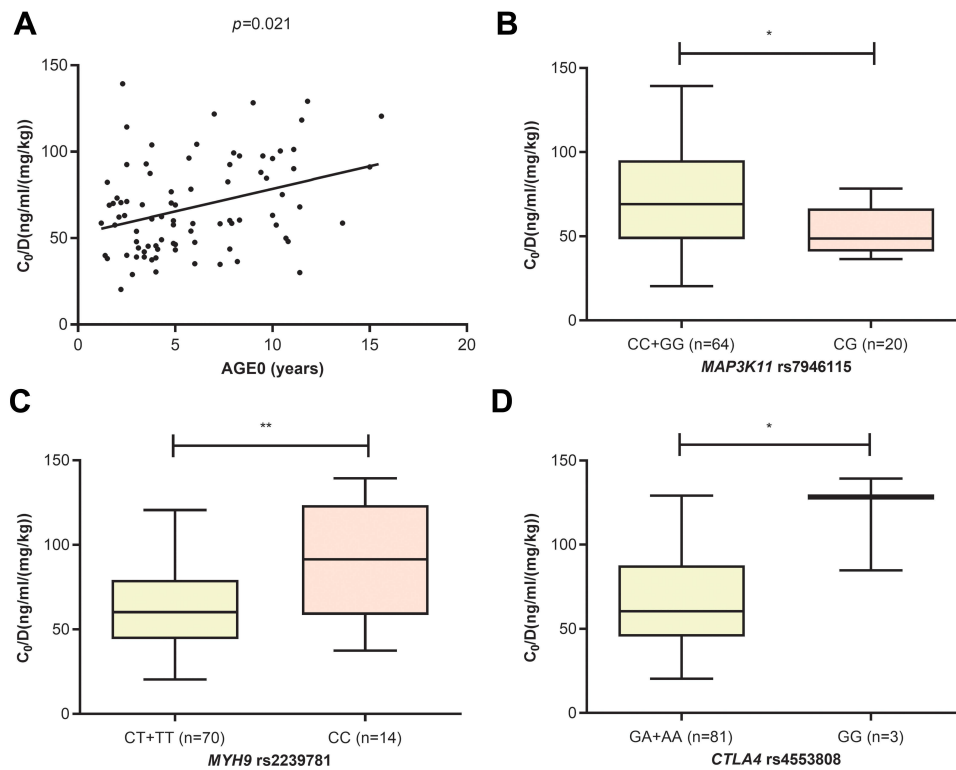 A
p=0.021
C₀/D(ng/ml/(mg/kg))
150
100
50
0
0 5 10 15 20
AGE0 (years)
B
*
C₀/D(ng/ml/(mg/kg))
150
100
50
0
CC+GG (n=64) CG (n=20)
MAP3K11 rs7946115
C
**
C₀/D(ng/ml/(mg/kg))
150
100
50
0
CT+TT (n=70) CC (n=14)
MYH9 rs2239781
D
*
C₀/D(ng/ml/(mg/kg))
150
100
50
0
GA+AA (n=81) GG (n=3)
CTLA4 rs4553808